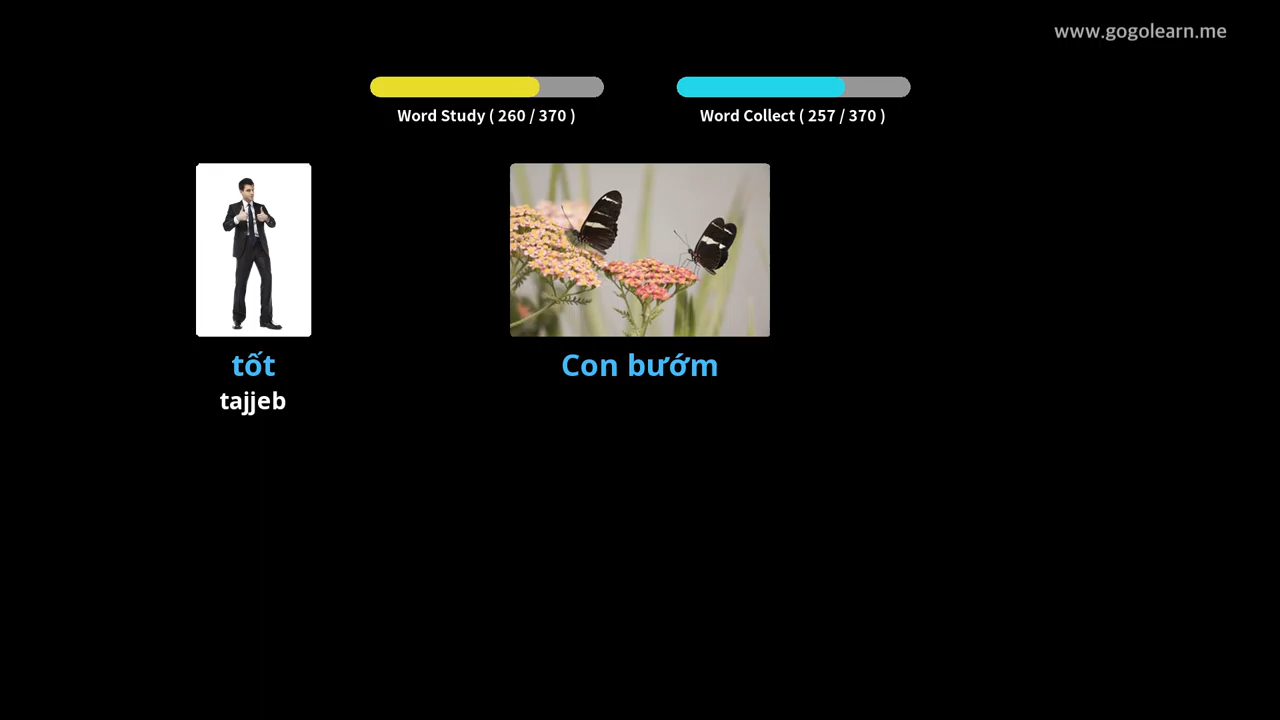 www.gogolearn.me
Word Study ( 260 / 370 )
Word Collect ( 257 / 370 )
tốt
Con bướm
tajjeb